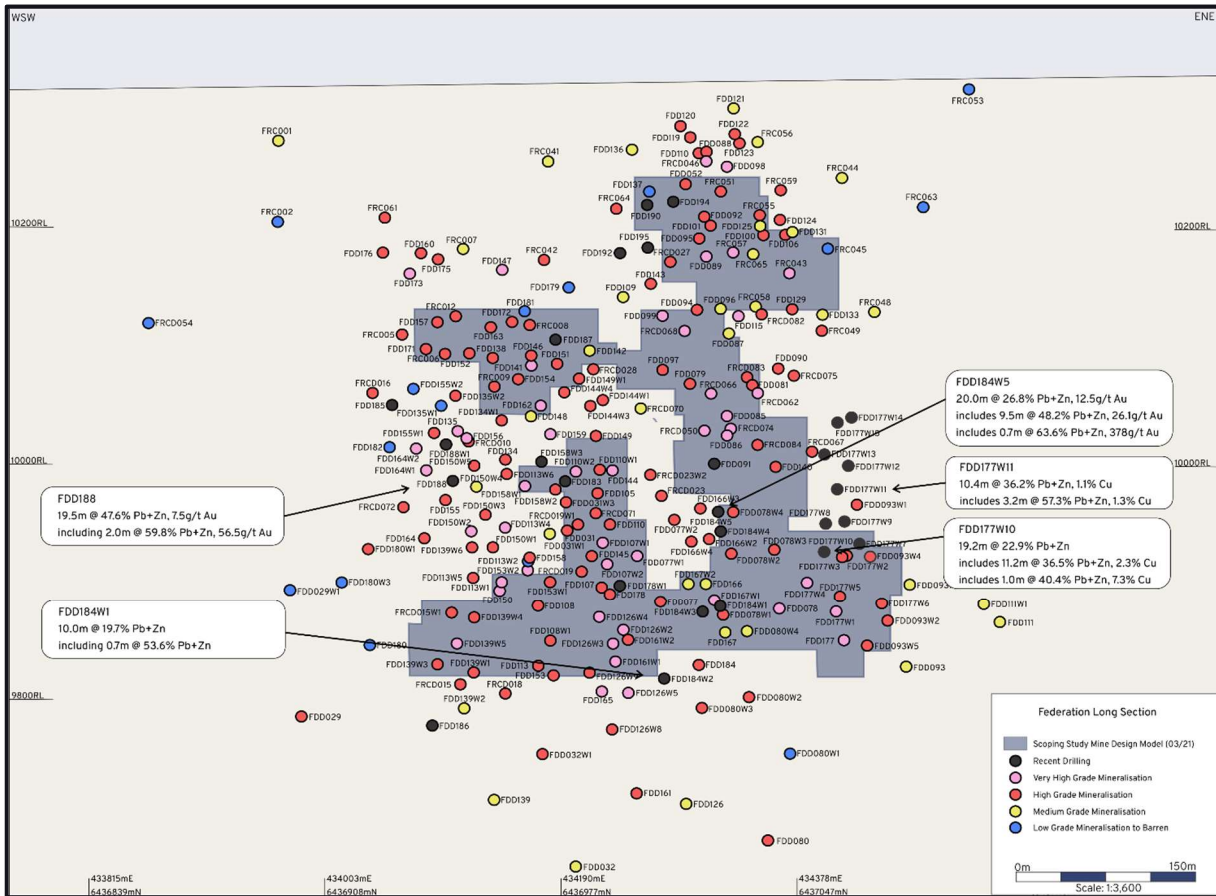 WSW
ENE
FDD121
FRC053
FDD120
FDD122
FRC001
FDD119
FDD088
FRC056
FDD123
FRC041
FDD136
FDD110
FRCD046
FDD098
FDD052
FRC044
FDD137
FRC051
FRC059
FDD194
FRC064
FRC063
FDD190
FRC055
FRC061
FDD092
FRC002
FDD124
10200RL
10200RL
FDD101
FDD125
FDD131
FDD195
FDD095
FDD100
FDD106
FRC007
FDD160
FDD176
FRC042
FDD192
FRCD027
FRC057
FRC045
FDD175
FDD147
FDD089
FRC065
FRC043
FDD173
FDD143
FDD179
FDD109
FDD094
FDD096
FRC058
FDD129
FRC048
FRC012
FDD172
FDD181
FDD099
FDD115
FRCD082
FDD133
FRCD054
FDD157
FDD163
FRC008
FRCD068
FDD087
FRC049
FRC005
FDD187
FDD171
FRC006
FDD138
FDD146
FDD151
FDD142
FDD152
FDD141
FRCD028
FDD097
FRCD083
FDD090
FRC009
FDD154
FDD149W1
FDD079
FRCD066
FDD081
FRCD075
FRCD016
FDD155W2
FDD135W2
FDD144W4
FDD144W1
FRCD062
FDD185
FDD135W1
FDD162
FDD144W3
FRCD070
FDD134W1
FDD148
FDD085
FDD177W14
FDD135
FDD155W1
FDD156
FDD159
FDD149
FRCD050
FRCD074
FDD177W15
FRCD010
FDD086
FRCD084
FRCD067
FDD182
FDD188W1
FDD158W3
FDD177W13
FDD164W2
FDD134
FDD110W2
FDD110W1
FDD091
FDD140
FDD177W12
10000RL
10000RL
FDD164W1
FDD150W5
FDD113W6
FRCD023W2
FDD150W4
FDD183
FDD144
FDD188
FDD158W1
FDD105
FRCD023
FDD177W11
FDD158W2
FDD031W3
FDD166W3
FRCD072
FDD155
FDD150W3
FRCD019W1
FRCD071
FDD078W4
FDD177W8
FDD093W1
FDD150W2
FDD113W4
FDD110
FDD077W2
FDD184W5
FDD177W9
FDD164
FDD031
FDD184W4
FDD107W1
FDD166W2
FDD078W3
FDD177W10
FDD177W7
FDD180W1
FDD139W6
FDD150W1
FDD031W1
FDD166W4
FDD158
FDD145
FDD078W2
FDD093W4
FDD113W2
FDD077W1
FDD177W3
FDD177W2
FDD153W2
FRCD019
FDD107W2
FDD180W3
FDD113W5
FDD113W1
FDD107
FDD178W1
FDD167W2
FDD166
FDD177W4
FDD177W5
FDD093
FDD029W1
FDD150
FDD153W1
FDD178
FDD167W1
FDD177W6
FDD111W1
FRCD015W1
FDD108
FDD077
FDD184W1
FDD078
FDD184W3
FDD078W1
FDD177W1
FDD139W4
FDD126W4
FDD093W2
FDD111
FDD126W2
FDD080W4
FDD180
FDD139W5
FDD108W1
FDD126W3
FDD161W2
FDD167
FDD177
FDD093W5
FDD139W3
FDD139W1
FDD113
FDD161W1
FDD184
FDD093
FDD153
FDD184W2
FRCD015
FRCD018
FDD165
FDD126W5
9800RL
FDD139W2
FDD080W2
FDD029
FDD080W3
FDD186
FDD126W8
FDD032W1
FDD080W1
FDD139
FDD161
FDD126
FDD080
FDD032
FDD184W5
20.0m @ 26.8% Pb+Zn, 12.5g/t Au
includes 9.5m @ 48.2% Pb+Zn, 26.1g/t Au
includes 0.7m @ 63.6% Pb+Zn, 378g/t Au
FDD177W11
10.4m @ 36.2% Pb+Zn, 1.1% Cu
includes 3.2m @ 57.3% Pb+Zn, 1.3% Cu
FDD177W10
19.2m @ 22.9% Pb+Zn
includes 11.2m @ 36.5% Pb+Zn, 2.3% Cu
includes 1.0m @ 40.4% Pb+Zn, 7.3% Cu
FDD188
19.5m @ 47.6% Pb+Zn, 7.5g/t Au
including 2.0m @ 59.8% Pb+Zn, 56.5g/t Au
FDD184W1
10.0m @ 19.7% Pb+Zn
including 0.7m @ 53.6% Pb+Zn
Federation Long Section
Scoping Study Mine Design Model (03/21)
Recent Drilling
Very High Grade Mineralisation
High Grade Mineralisation
Medium Grade Mineralisation
Low Grade Mineralisation to Barren
0m
150m
Scale: 1:3,600
433815mE
6436839mN
434003mE
6436908mN
434190mE
6436977mN
434378mE
6437047mN